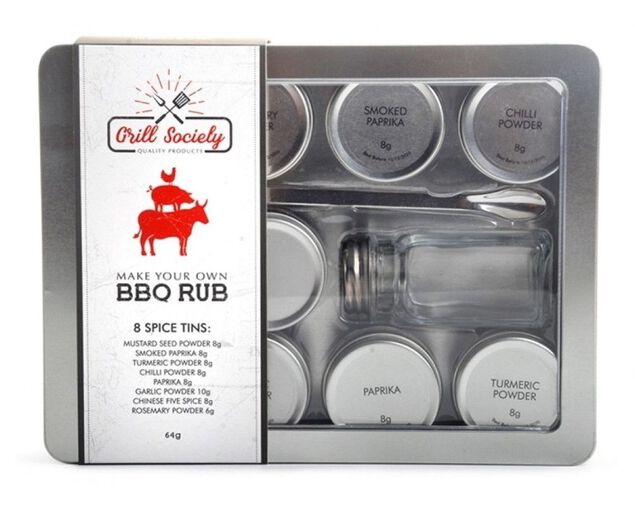 Grill Society
QUALITY PRODUCTS
MAKE YOUR OWN
BBQ RUB
8 SPICE TINS:
MUSTARD SEED POWDER 8g
SMOKED PAPRIKA 8g
TURMERIC POWDER 8g
CHILLI POWDER 8g
PAPRIKA 8g
GARLIC POWDER 10g
CHINESE FIVE SPICE 8g
ROSEMARY POWDER 6g
64g
SMOKED
PAPRIKA
8g
CHILLI
POWDER
8g
PAPRIKA
8g
TURMERIC
POWDER
8g